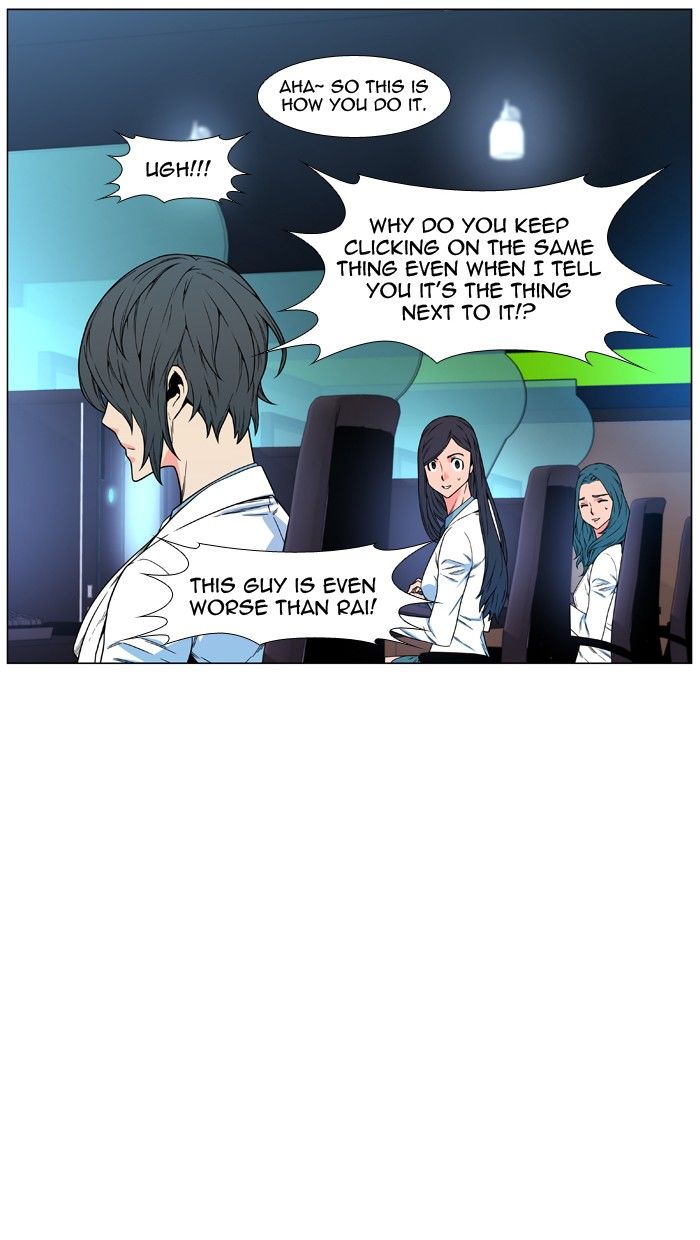 AHA~ SO THIS IS
HOW YOU DO IT.
UGH!!!
WHY DO YOU KEEP
CLICKING ON THE SAME
THING EVEN WHEN I TELL
YOU IT'S THE THING
NEXT TO IT!?
THIS GUY IS EVEN
WORSE THAN RAI!